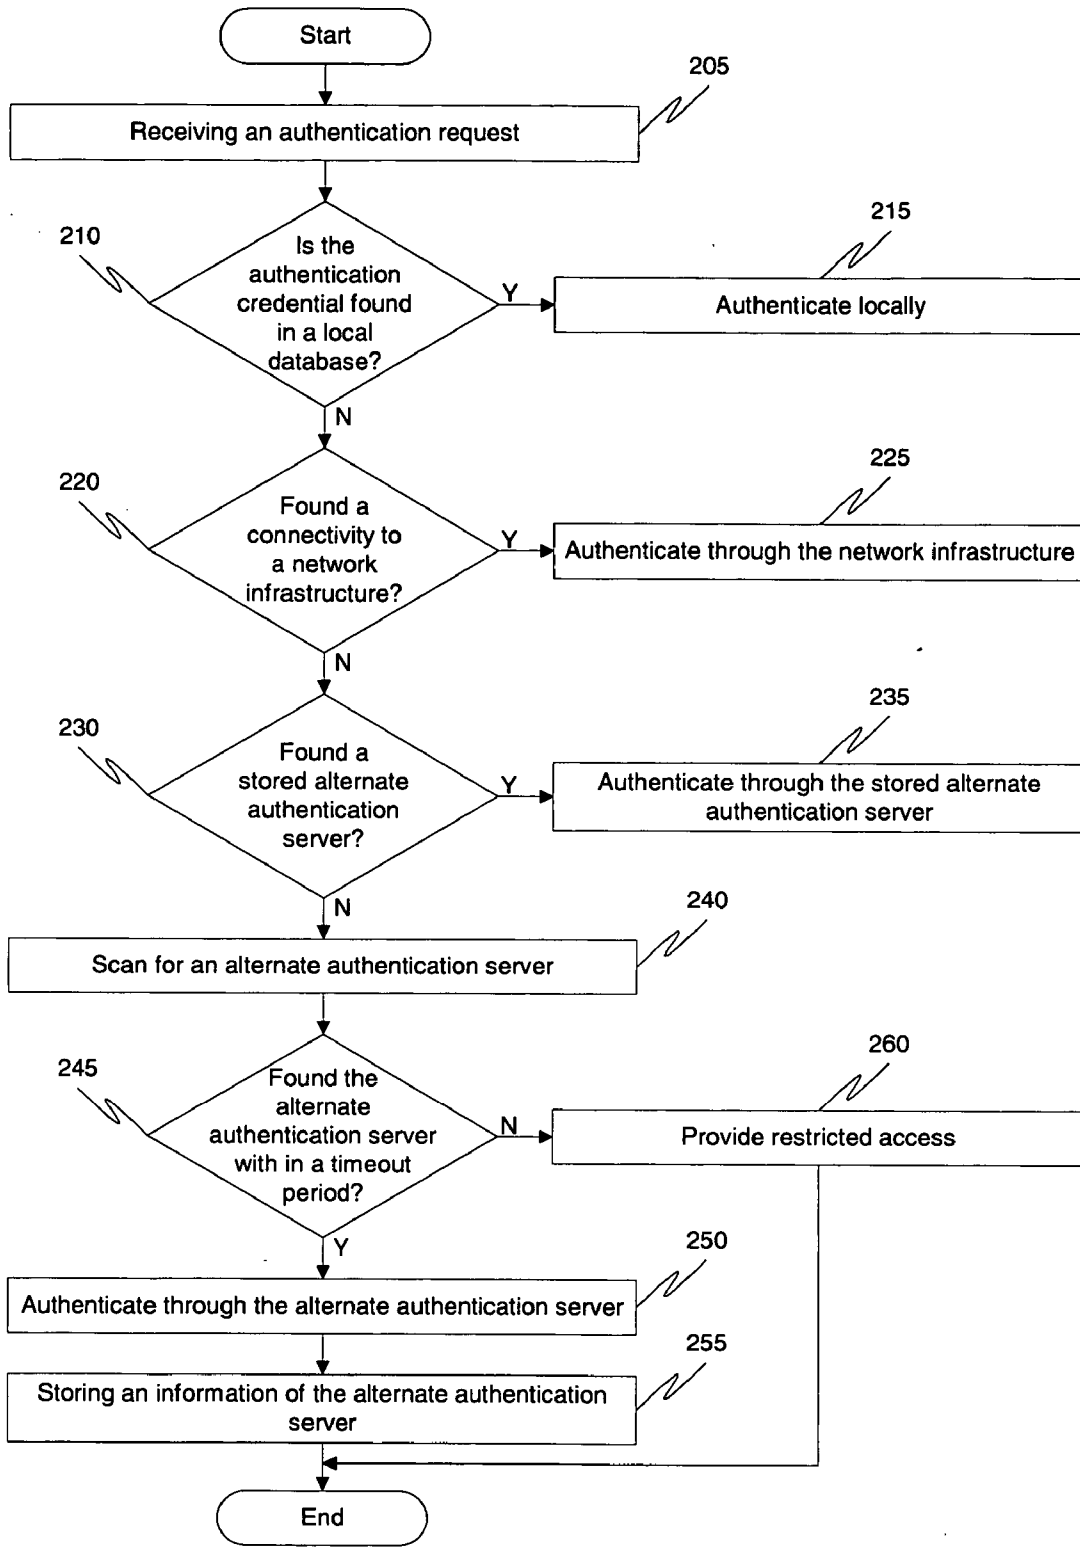 Start
205
Receiving an authentication request
210
Is the
authentication
credential found
in a local
database?
Y
215
Authenticate locally
N
220
Found a
connectivity to
a network
infrastructure?
Y
225
Authenticate through the network infrastructure
N
230
Found a
stored alternate
authentication
server?
Y
235
Authenticate through the stored alternate
authentication server
N
240
Scan for an alternate authentication server
245
Found the
alternate
authentication server
with in a timeout
period?
N
260
Provide restricted access
Y
250
Authenticate through the alternate authentication server
255
Storing an information of the alternate authentication
server
End